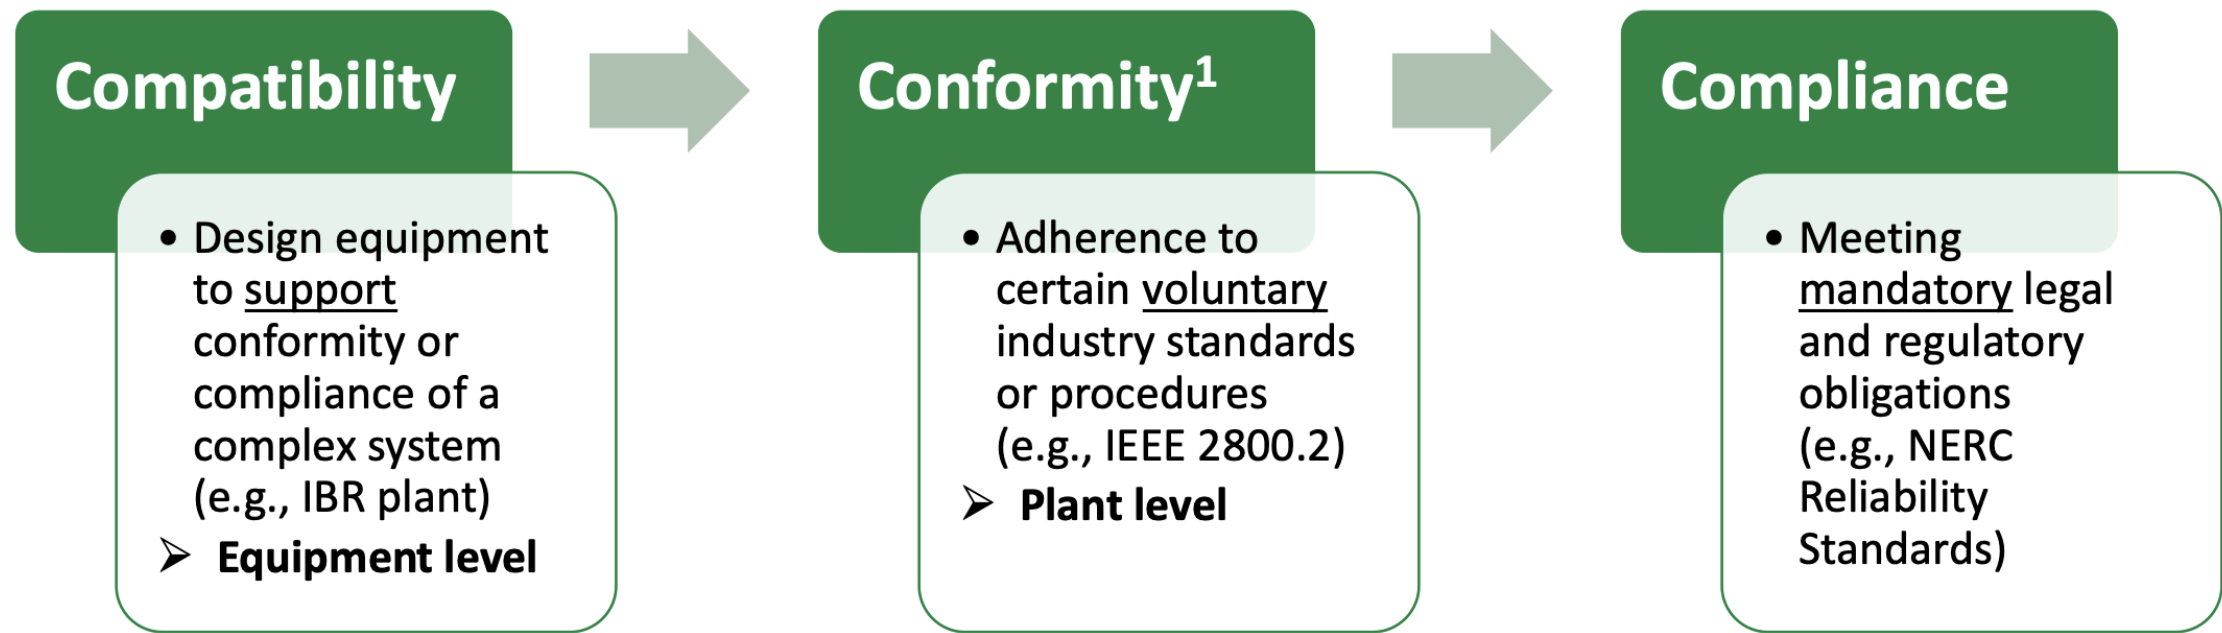 Compatibility
• Design equipment
to support
conformity or
compliance of a
complex system
(e.g., IBR plant)
➢ Equipment level
Conformity¹
• Adherence to
certain voluntary
industry standards
or procedures
(e.g., IEEE 2800.2)
➢ Plant level
Compliance
• Meeting
mandatory legal
and regulatory
obligations
(e.g., NERC
Reliability
Standards)